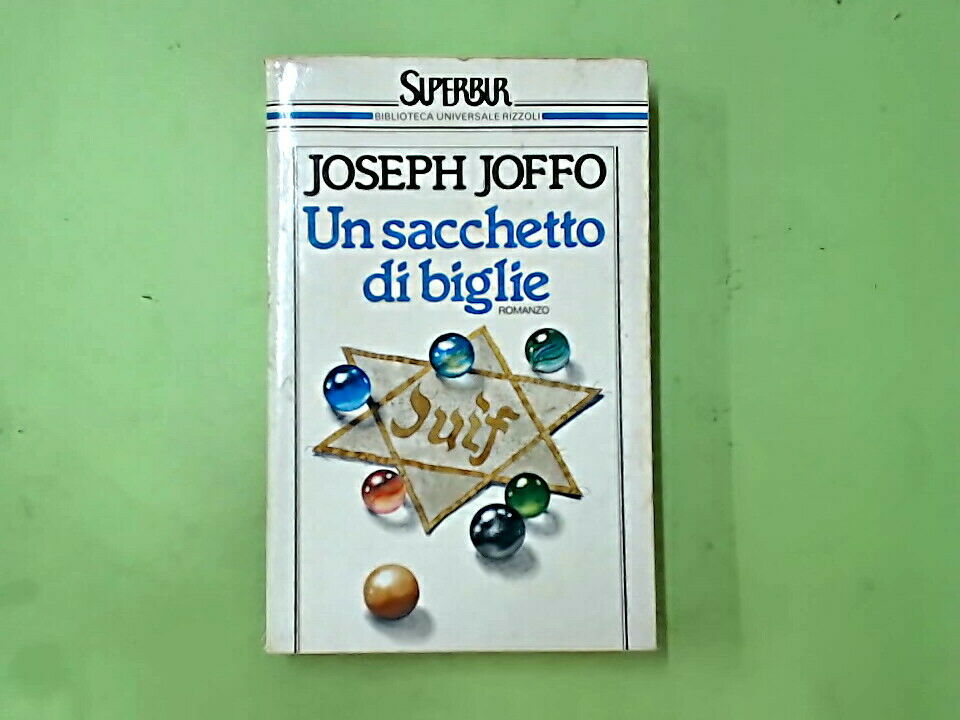 SUPERBUR
BIBLIOTECA UNIVERSALE RIZZOLI
JOSEPH JOFFO
Un sacchetto
di biglie
ROMANZO
Juif